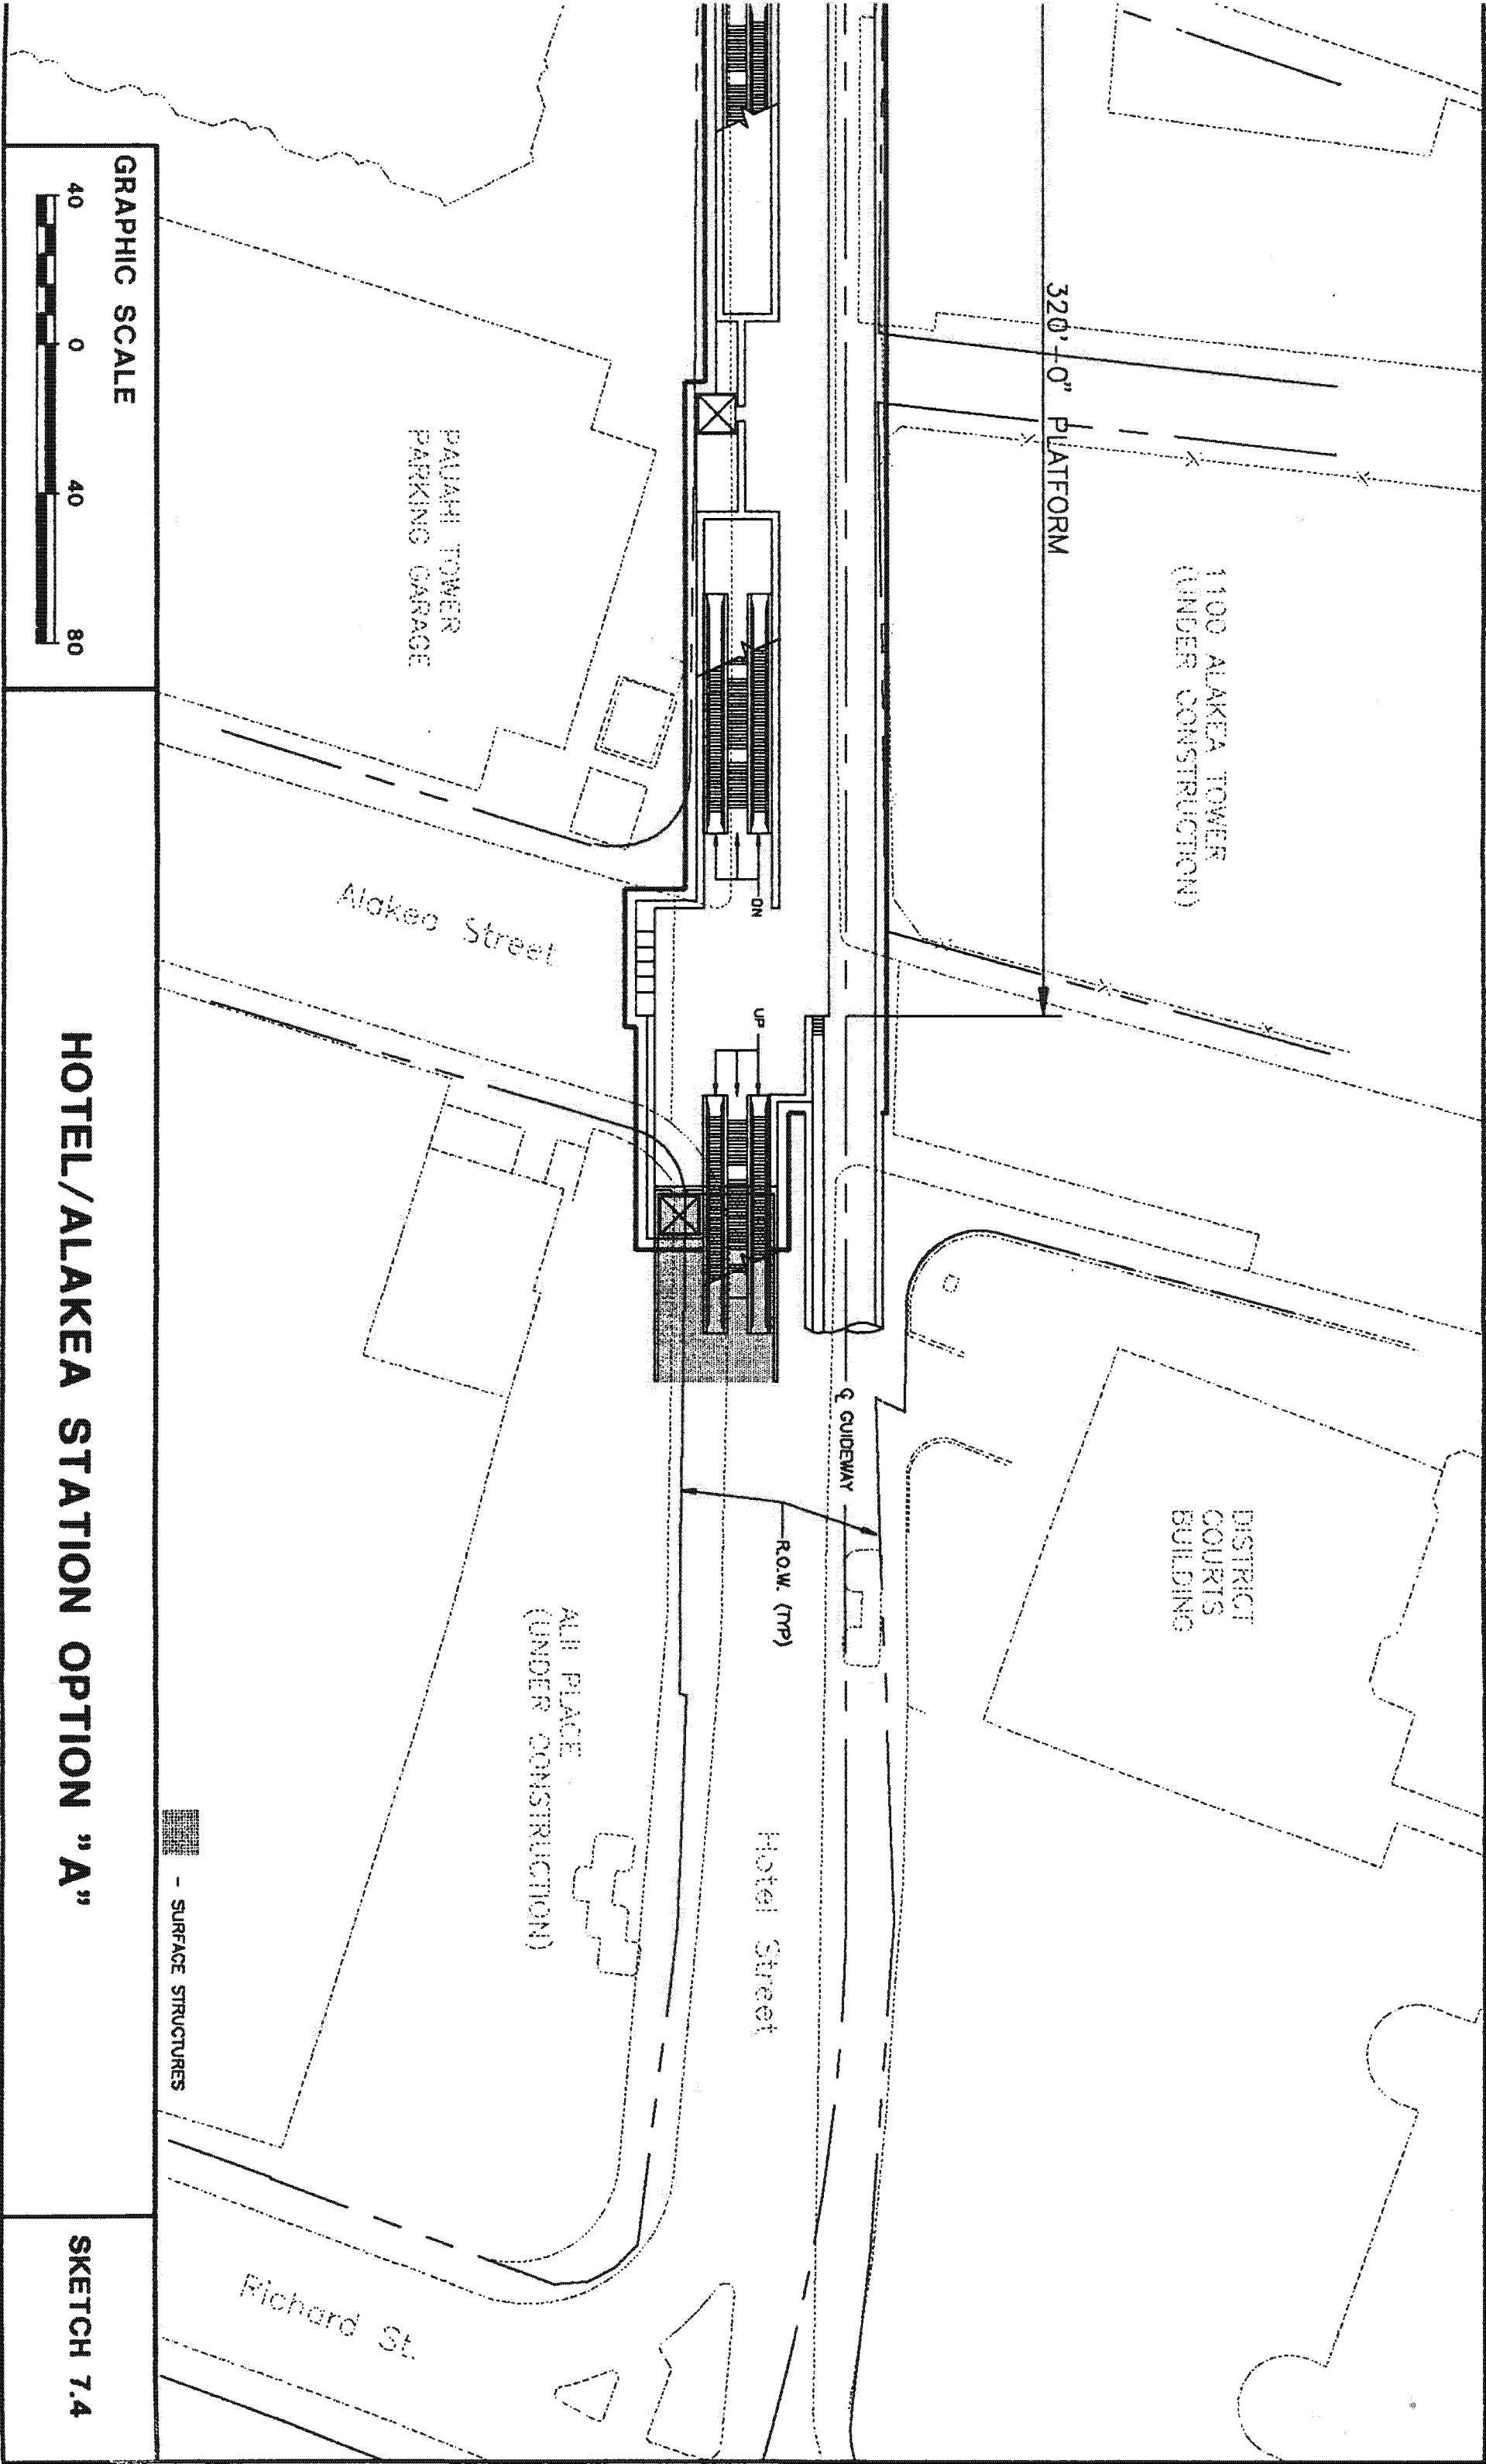 320'-0" PLATFORM
1100 ALAKEA TOWER
(UNDER CONSTRUCTION)
DISTRICT
COURTS
BUILDING
DN
UP
℄ GUIDEWAY
R.O.W. (TYP)
Hotel Street
PAUAHI TOWER
PARKING GARAGE
Alakea Street
ALII PLACE
(UNDER CONSTRUCTION)
Richard St.
- SURFACE STRUCTURES
GRAPHIC SCALE
40 0 40 80
HOTEL/ALAKEA STATION OPTION "A"
SKETCH 7.4